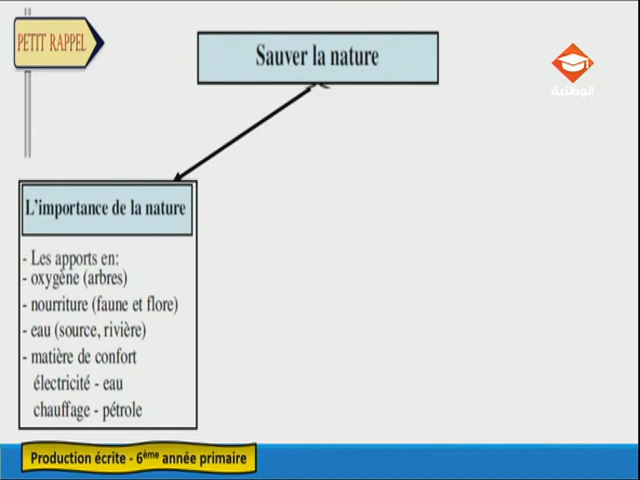 PETIT RAPPEL
Sauver la nature
الوطنية
L'importance de la nature
- Les apports en:
- oxygène (arbres)
- nourriture (faune et flore)
- eau (source, rivière)
- matière de confort
électricité - eau
chauffage - pétrole
Production écrite - 6ème année primaire